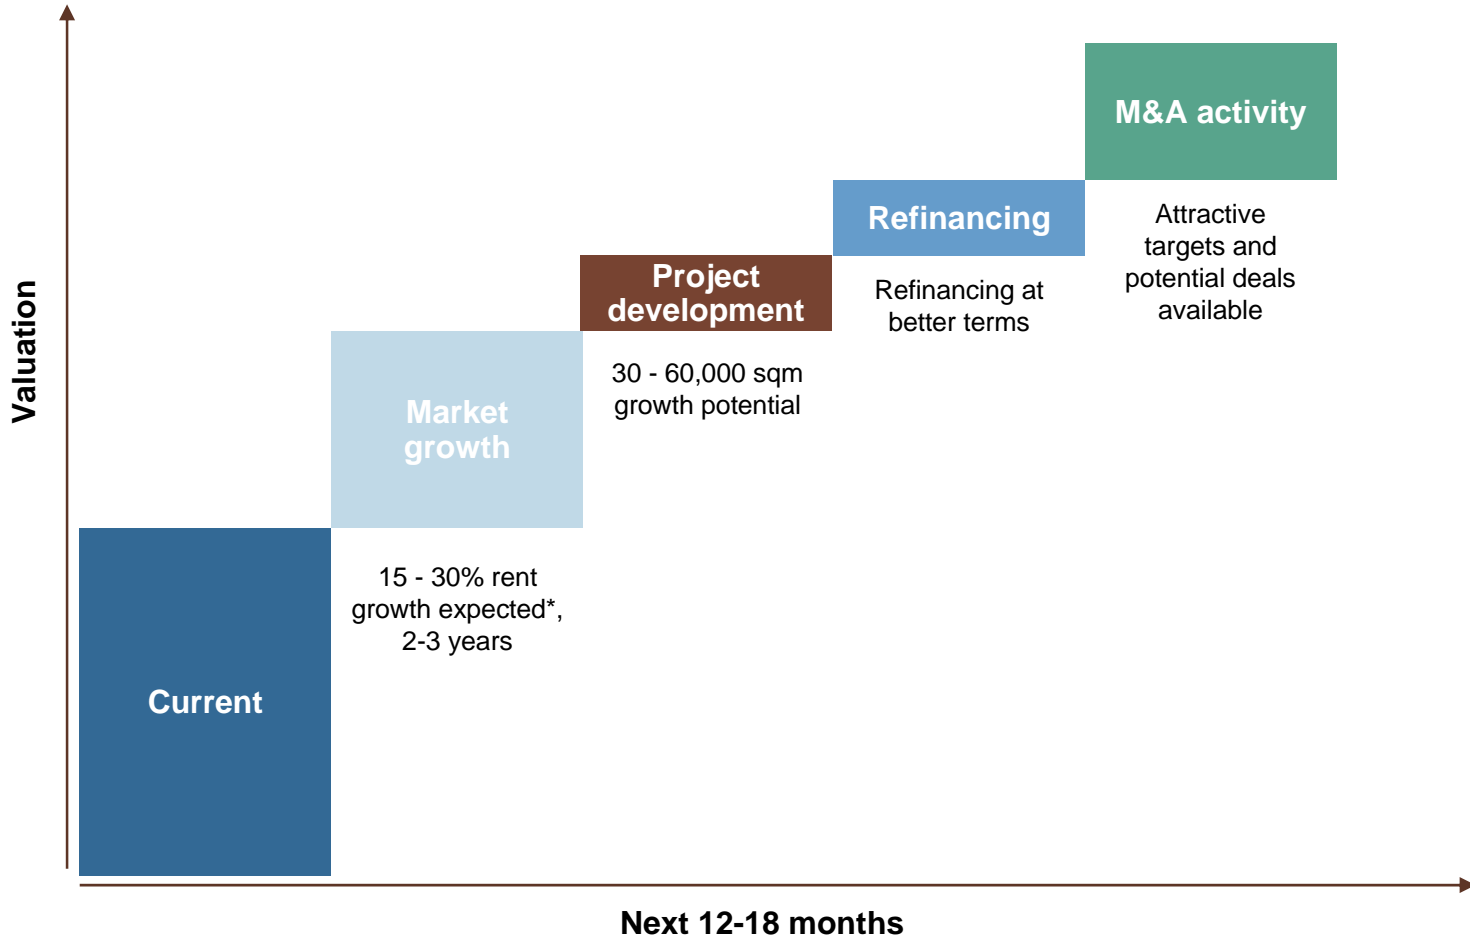 Valuation
Current
Market
growth
15 - 30% rent
growth expected*,
2-3 years
Project
development
30 - 60,000 sqm
growth potential
Refinancing
Refinancing at
better terms
M&A activity
Attractive
targets and
potential deals
available
Next 12-18 months